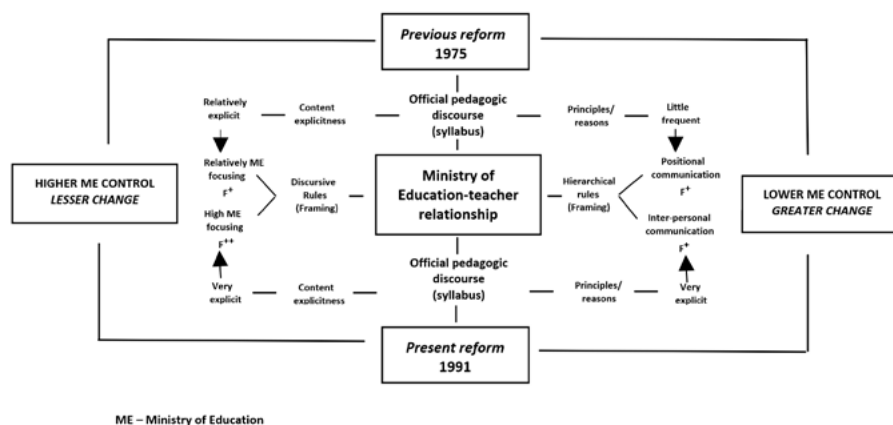 Previous reform
1975
Relatively
explicit
Content
explicitness
Official pedagogic
discourse
(syllabus)
Principles/
reasons
Little
frequent
HIGHER ME CONTROL
LESSER CHANGE
Relatively ME
focusing
F+
High ME
focusing
F++
Discursive
Rules
(Framing)
Ministry of
Education-teacher
relationship
Hierarchical
rules
(Framing)
Positional
communication
F+
Inter-personal
communication
F+
LOWER ME CONTROL
GREATER CHANGE
Very
explicit
Content
explicitness
Official pedagogic
discourse
(syllabus)
Principles/
reasons
Very
explicit
Present reform
1991
ME – Ministry of Education